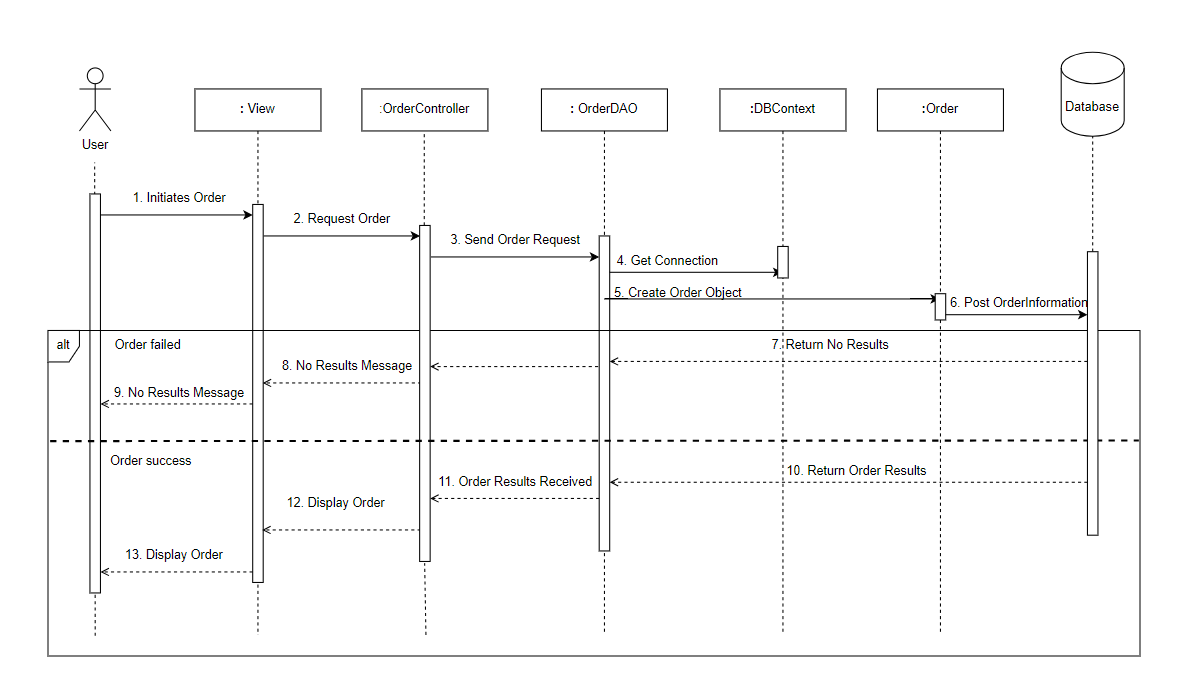 : View
:OrderController
: OrderDAO
:DBContext
:Order
Database
User
1. Initiates Order
2. Request Order
3. Send Order Request
4. Get Connection
5. Create Order Object
6. Post OrderInformation
alt
Order failed
7. Return No Results
8. No Results Message
9. No Results Message
Order success
10. Return Order Results
11. Order Results Received
12. Display Order
13. Display Order